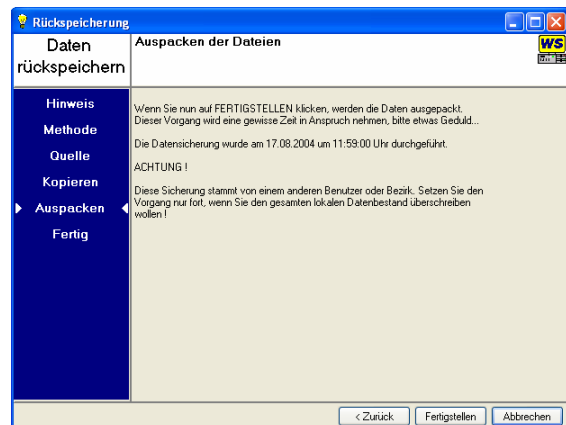 Rückspeicherung
Daten
rückspeichern
Auspacken der Dateien
WS
Hinweis
Methode
Quelle
Kopieren
Auspacken
Fertig
Wenn Sie nun auf FERTIGSTELLEN klicken, werden die Daten ausgepackt.
Dieser Vorgang wird eine gewisse Zeit in Anspruch nehmen, bitte etwas Geduld...
Die Datensicherung wurde am 17.08.2004 um 11:59:00 Uhr durchgeführt.
ACHTUNG !
Diese Sicherung stammt von einem anderen Benutzer oder Bezirk. Setzen Sie den
Vorgang nur fort, wenn Sie den gesamten lokalen Datenbestand überschreiben
wollen !
< Zurück
Fertigstellen
Abbrechen